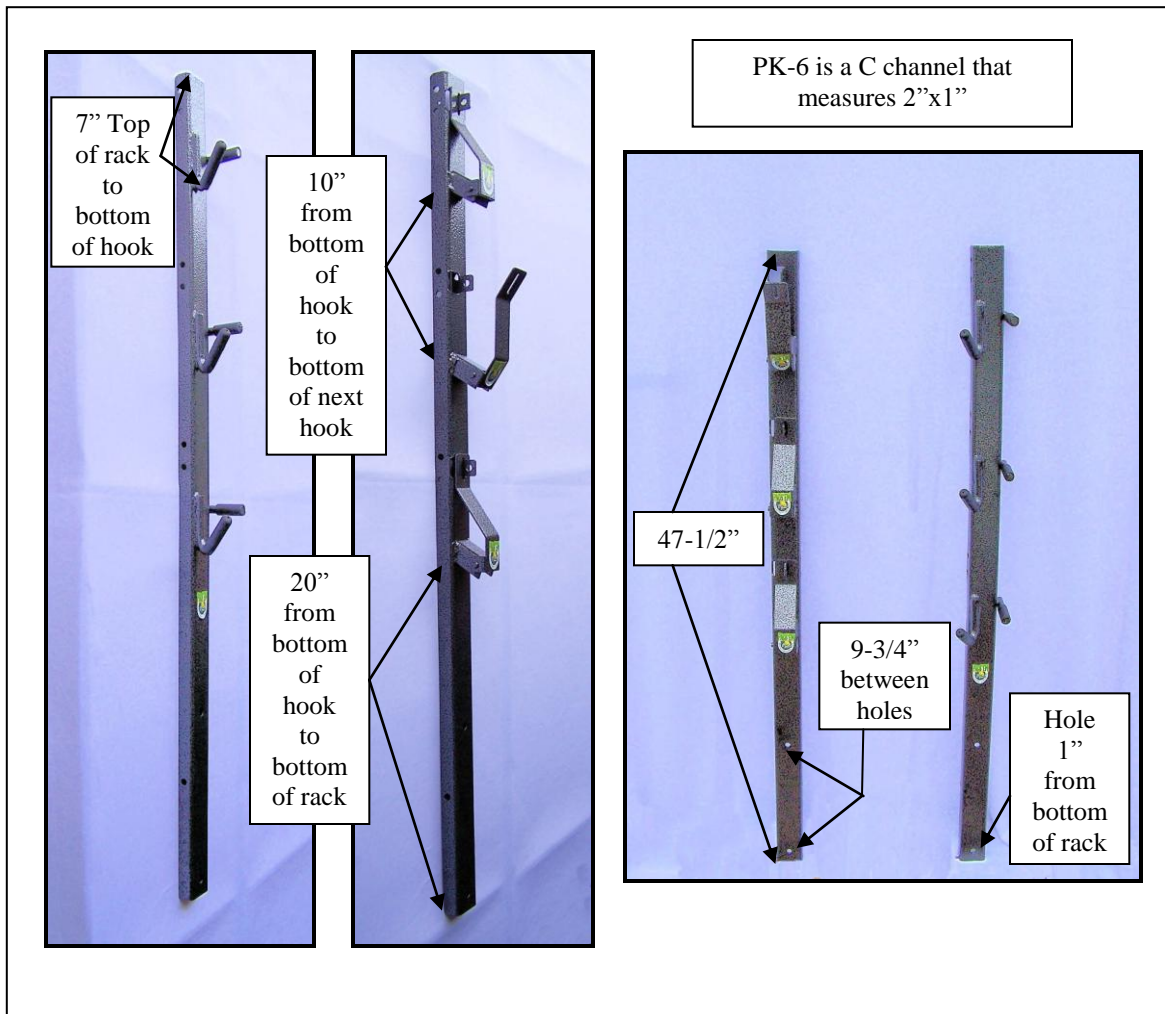 7” Top
of rack
to
bottom
of hook
10”
from
bottom
of
hook
to
bottom
of next
hook
20”
from
bottom
of
hook
to
bottom
of rack
PK-6 is a C channel that
measures 2”x1”
47-1/2”
9-3/4”
between
holes
Hole
1”
from
bottom
of rack